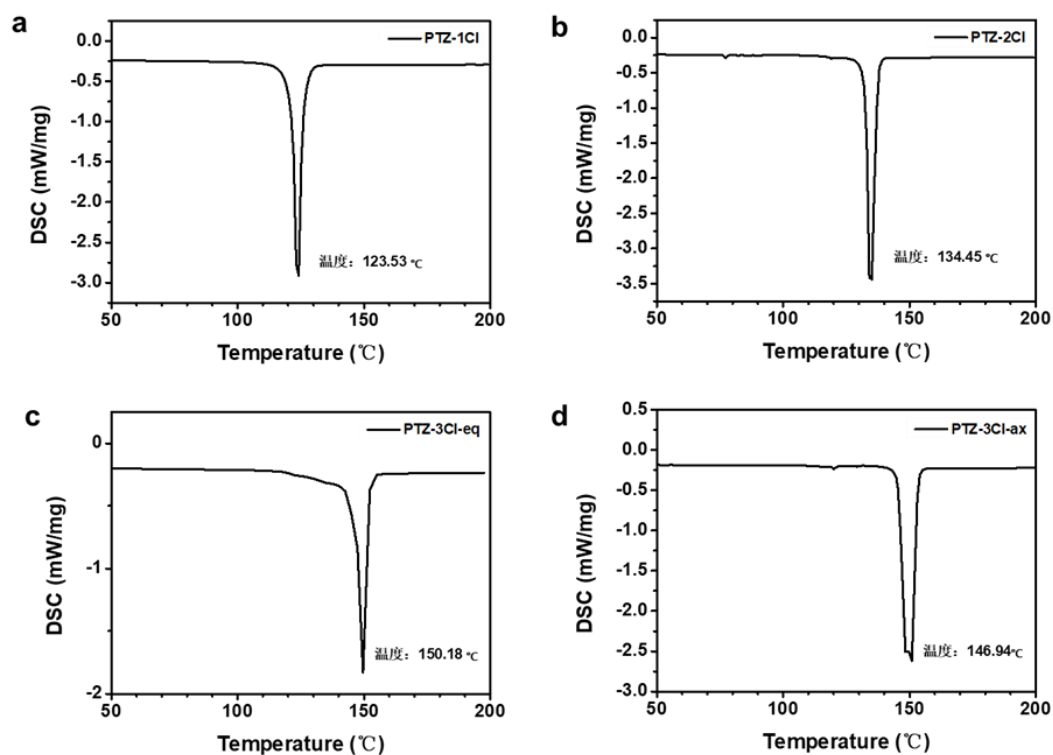 a
PTZ-1Cl
0.0
-0.5
-1.0
-1.5
-2.0
-2.5
-3.0
DSC (mW/mg)
温度：123.53 ℃
50
100
150
200
Temperature (℃)
b
PTZ-2Cl
0.0
-0.5
-1.0
-1.5
-2.0
-2.5
-3.0
-3.5
DSC (mW/mg)
温度：134.45 ℃
50
100
150
200
Temperature (℃)
c
PTZ-3Cl-eq
0
-1
-2
DSC (mW/mg)
温度：150.18 ℃
50
100
150
200
Temperature (℃)
d
PTZ-3Cl-ax
0.5
0.0
-0.5
-1.0
-1.5
-2.0
-2.5
-3.0
DSC (mW/mg)
温度：146.94℃
50
100
150
200
Temperature (℃)